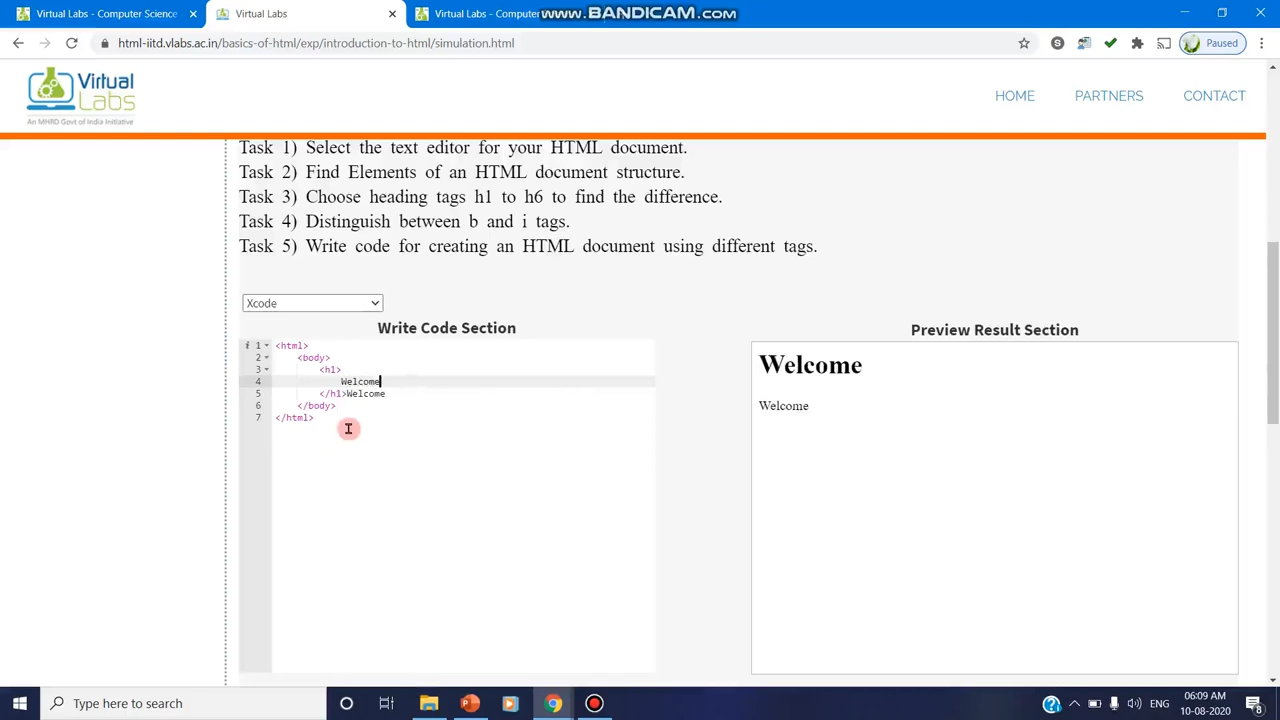 Virtual Labs - Computer Science
Virtual Labs
Virtual Labs - Compute
www.BANDICAM.com
html-iitd.vlabs.ac.in/basics-of-html/exp/introduction-to-html/simulation.html
S
Paused
Virtual
Labs
An MHRD Govt of India Initiative
HOME
PARTNERS
CONTACT
Task 1) Select the text editor for your HTML document.
Task 2) Find Elements of an HTML document structure.
Task 3) Choose heading tags h1 to h6 to find the difference.
Task 4) Distinguish between b and i tags.
Task 5) Write code for creating an HTML document using different tags.
Xcode
Write Code Section
Preview Result Section
i 1 <html>
2 <body>
3 <h1>
4 Welcome
5 </h1>Welcome
6 </body>
7 </html>
Welcome
Welcome
Type here to search
ENG
06:09 AM
10-08-2020
8